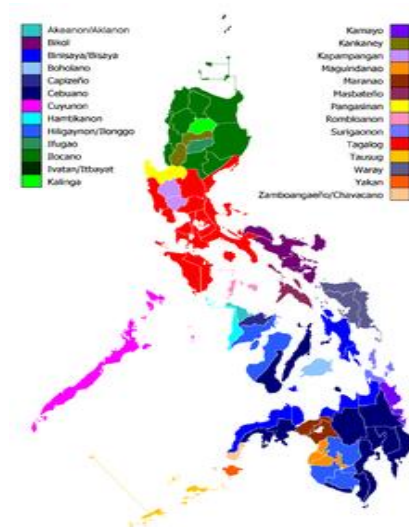 Akeanon/Aklanon
Bikol
Binisaya/Bisaya
Boholano
Capizeño
Cebuano
Cuyunon
Hamtikanon
Hiligaynon/Ilonggo
Ifugao
Ilocano
Ivatan/Itbayat
Kalinga
Kamayo
Kankaney
Kapampangan
Maguindanao
Maranao
Masbateño
Pangasinan
Rombloanon
Surigaonon
Tagalog
Tausug
Waray
Yakan
Zamboangaeño/Chavacano